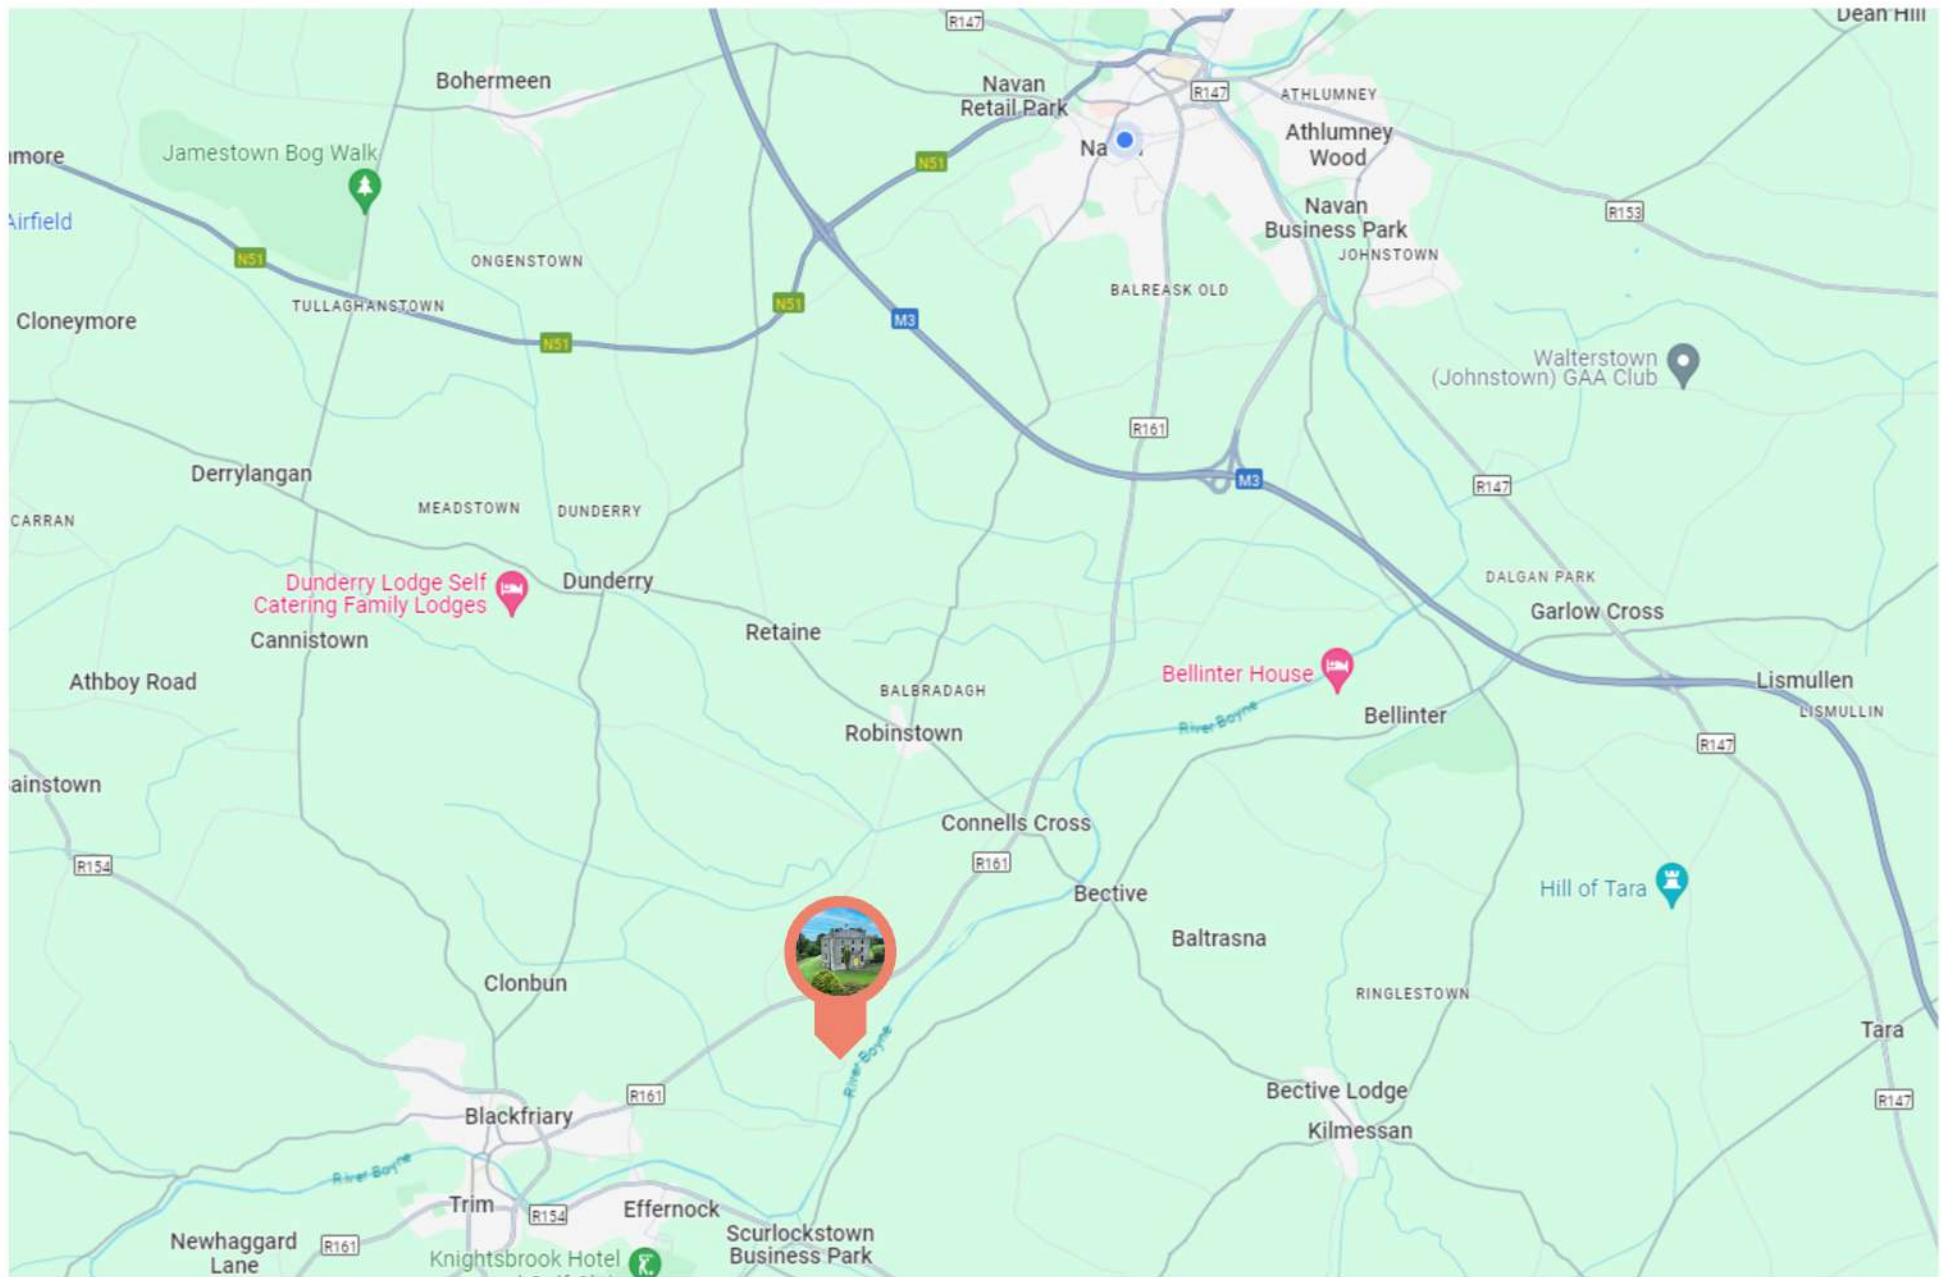 R147
Dean Hill
Bohermeen
Navan
Retail Park
R147
ATHLUMNEY
Athlumney
Wood
Jamestown Bog Walk
N51
Airfield
R153
Navan
Business Park
JOHNSTOWN
N51
ONGENSTOWN
BALREASK OLD
TULLAGHANSTOWN
N51
Cloneymore
M3
N51
Walterstown
(Johnstown) GAA Club
R161
Derrylangan
M3
R147
MEADSTOWN
DUNDERRY
CARRAN
Dunderry Lodge Self
Catering Family Lodges
Dunderry
DALGAN PARK
Garlow Cross
Cannistown
Retaine
Athboy Road
Bellinter House
Lismullen
BALBRADAGH
River Boyne
Bellinter
LISMULLIN
Robinstown
R147
ainstown
Connells Cross
R154
R161
Bective
Hill of Tara
Baltrasna
Clonbun
RINGLESTOWN
River Boyne
Tara
R161
Bective Lodge
R147
Blackfriary
Kilmessan
River Boyne
Trim
R154
Effernock
Scurlockstown
Business Park
Newhaggard
Lane
R161
Knightsbrook Hotel